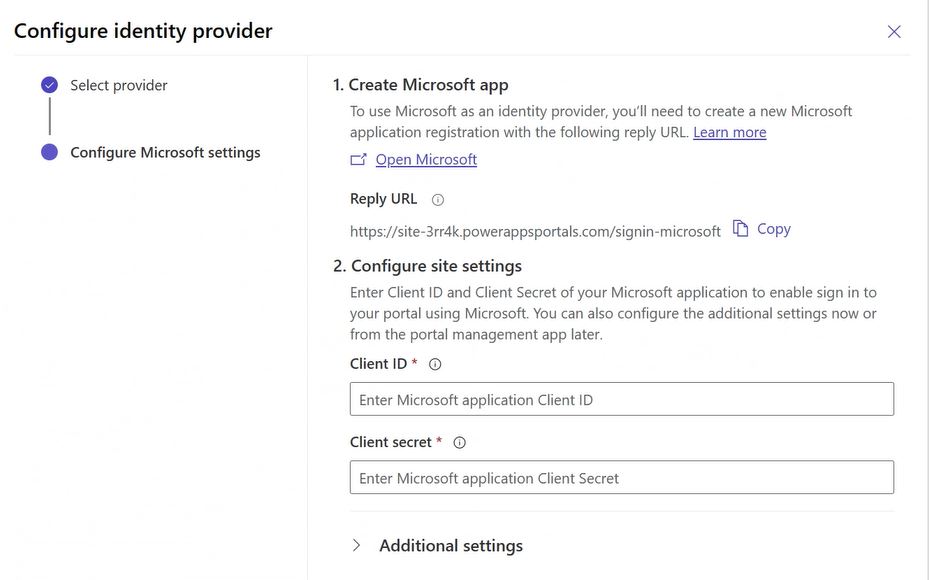 Configure identity provider
Select provider
Configure Microsoft settings
1. Create Microsoft app
To use Microsoft as an identity provider, you’ll need to create a new Microsoft
application registration with the following reply URL. Learn more
Open Microsoft
Reply URL
https://site-3rr4k.powerappsportals.com/signin-microsoft
Copy
2. Configure site settings
Enter Client ID and Client Secret of your Microsoft application to enable sign in to
your portal using Microsoft. You can also configure the additional settings now or
from the portal management app later.
Client ID *
Enter Microsoft application Client ID
Client secret *
Enter Microsoft application Client Secret
Additional settings